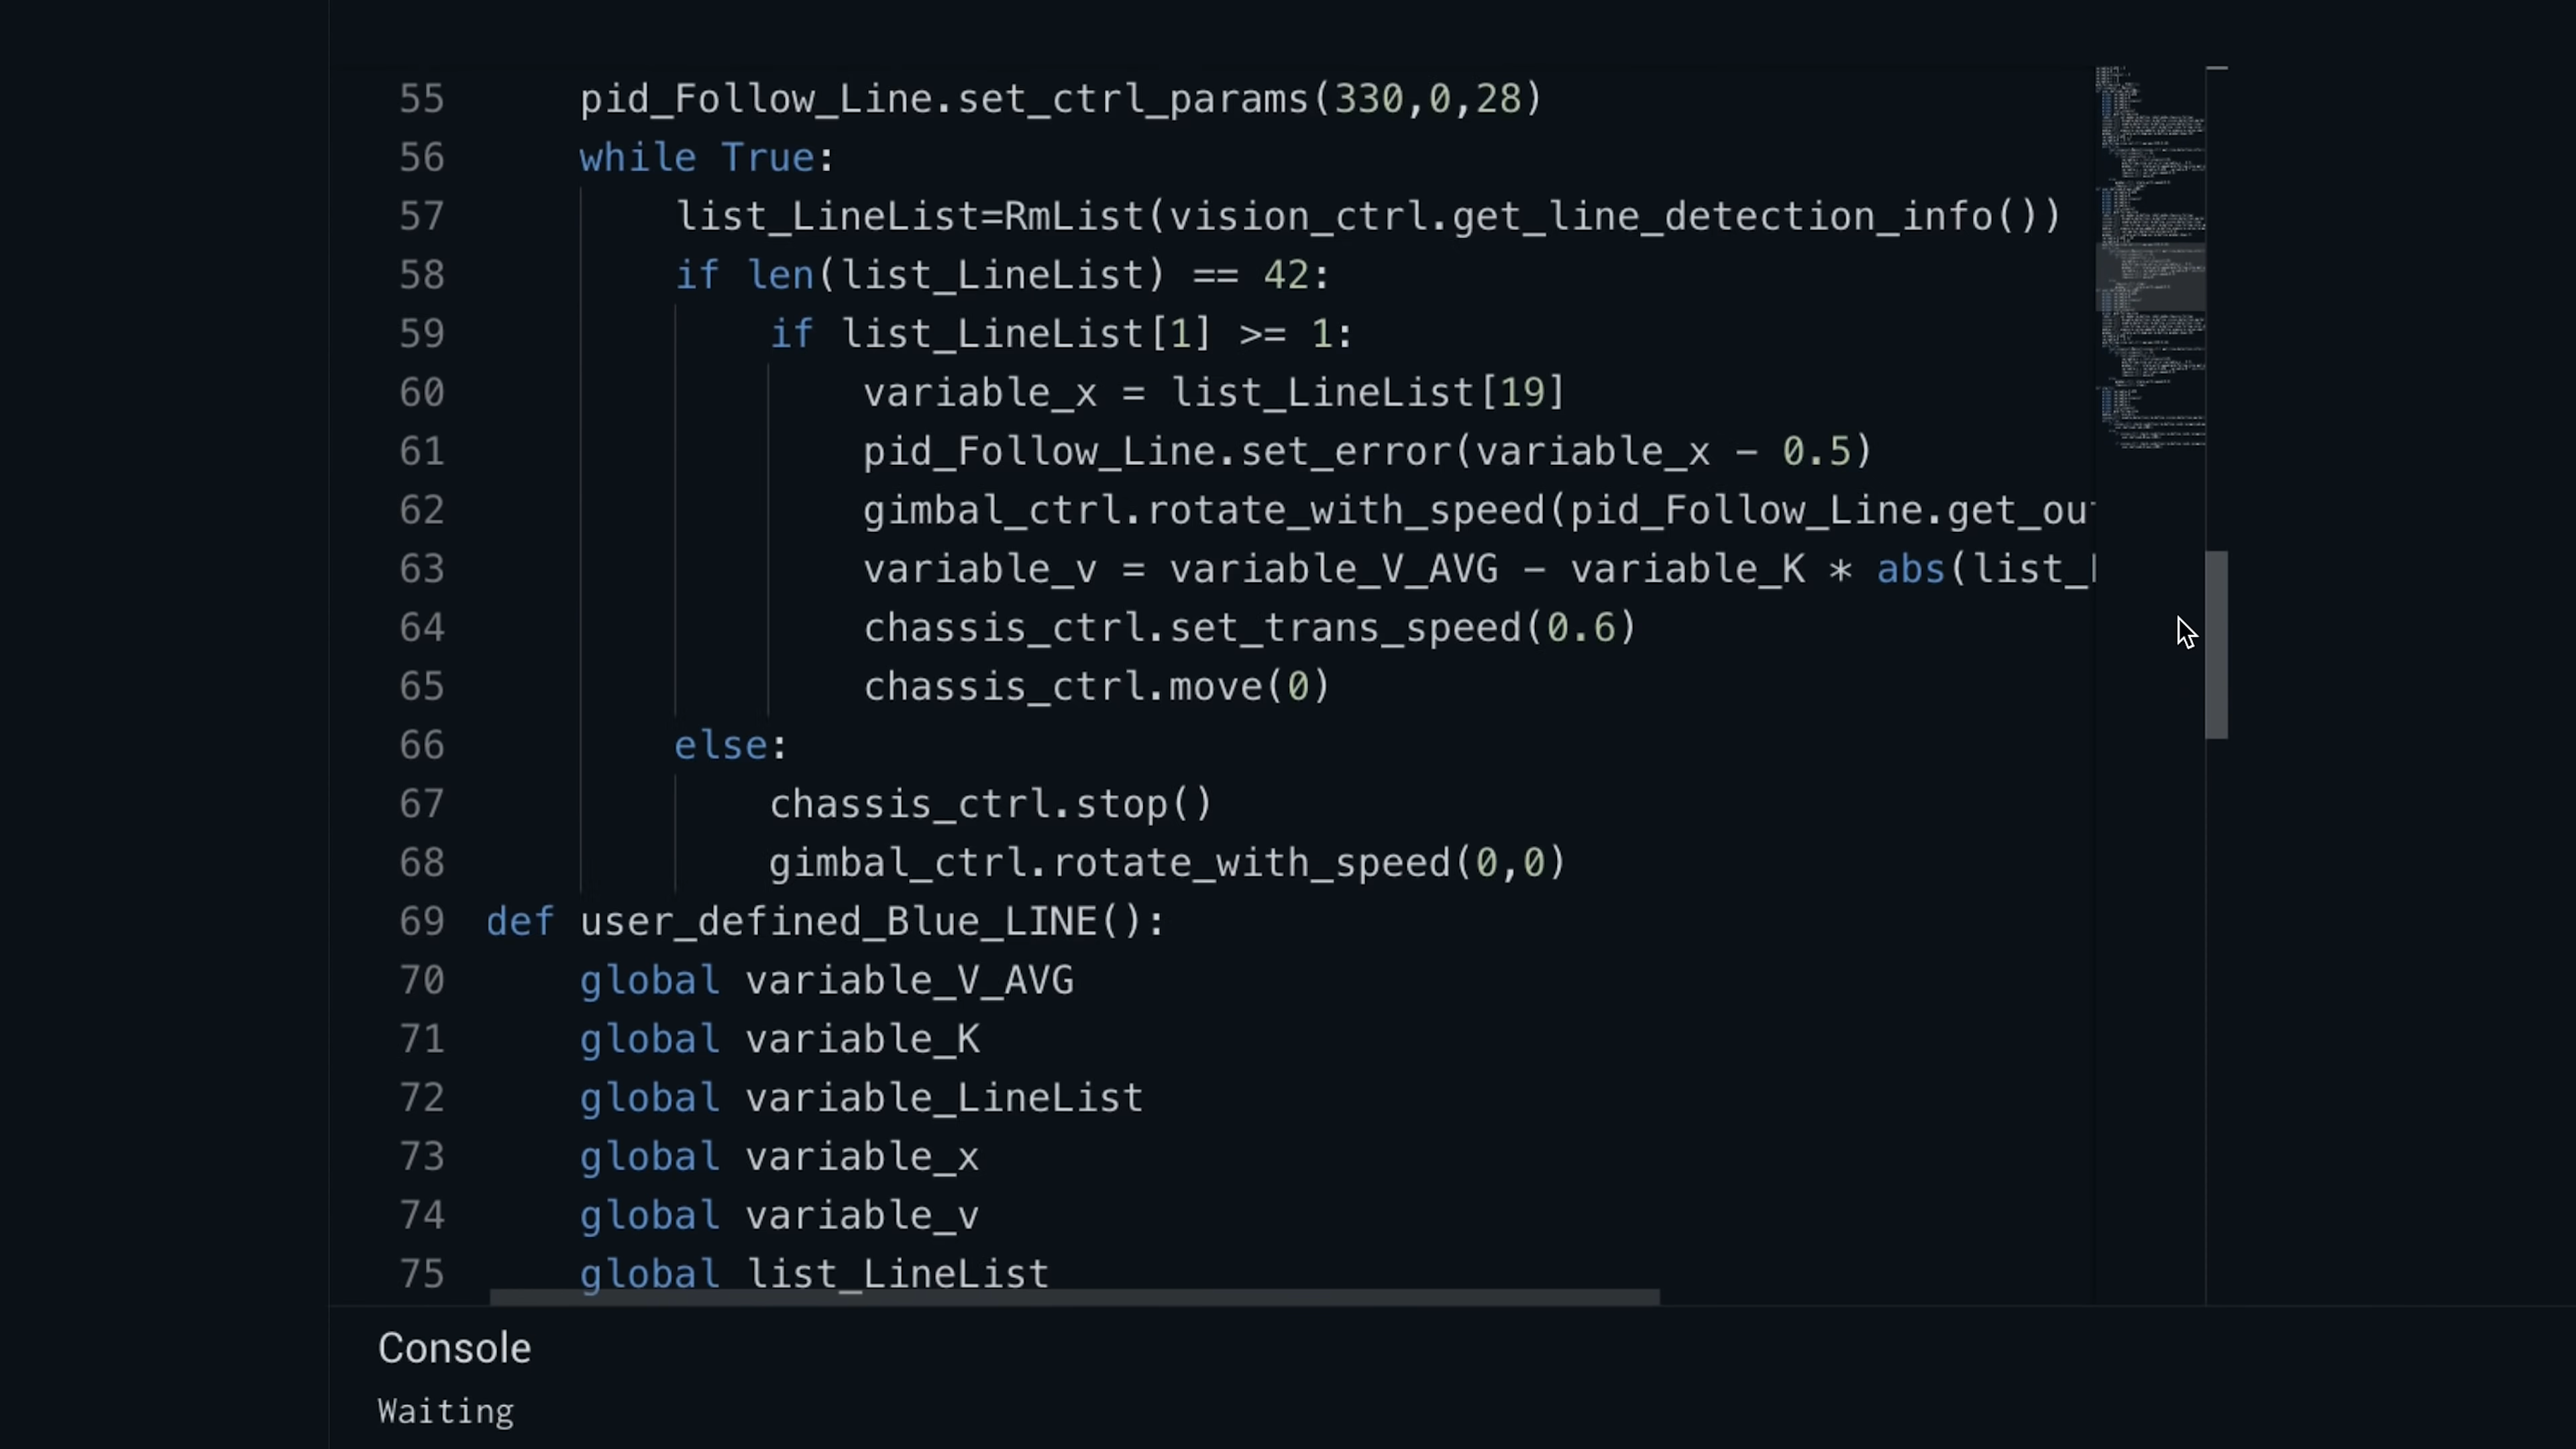 55 pid_Follow_Line.set_ctrl_params(330,0,28)
56 while True:
57 list_LineList=RmList(vision_ctrl.get_line_detection_info())
58 if len(list_LineList) == 42:
59 if list_LineList[1] >= 1:
60 variable_x = list_LineList[19]
61 pid_Follow_Line.set_error(variable_x - 0.5)
62 gimbal_ctrl.rotate_with_speed(pid_Follow_Line.get_ou
63 variable_v = variable_V_AVG - variable_K * abs(list_
64 chassis_ctrl.set_trans_speed(0.6)
65 chassis_ctrl.move(0)
66 else:
67 chassis_ctrl.stop()
68 gimbal_ctrl.rotate_with_speed(0,0)
69 def user_defined_Blue_LINE():
70 global variable_V_AVG
71 global variable_K
72 global variable_LineList
73 global variable_x
74 global variable_v
75 global list_LineList
Console
Waiting